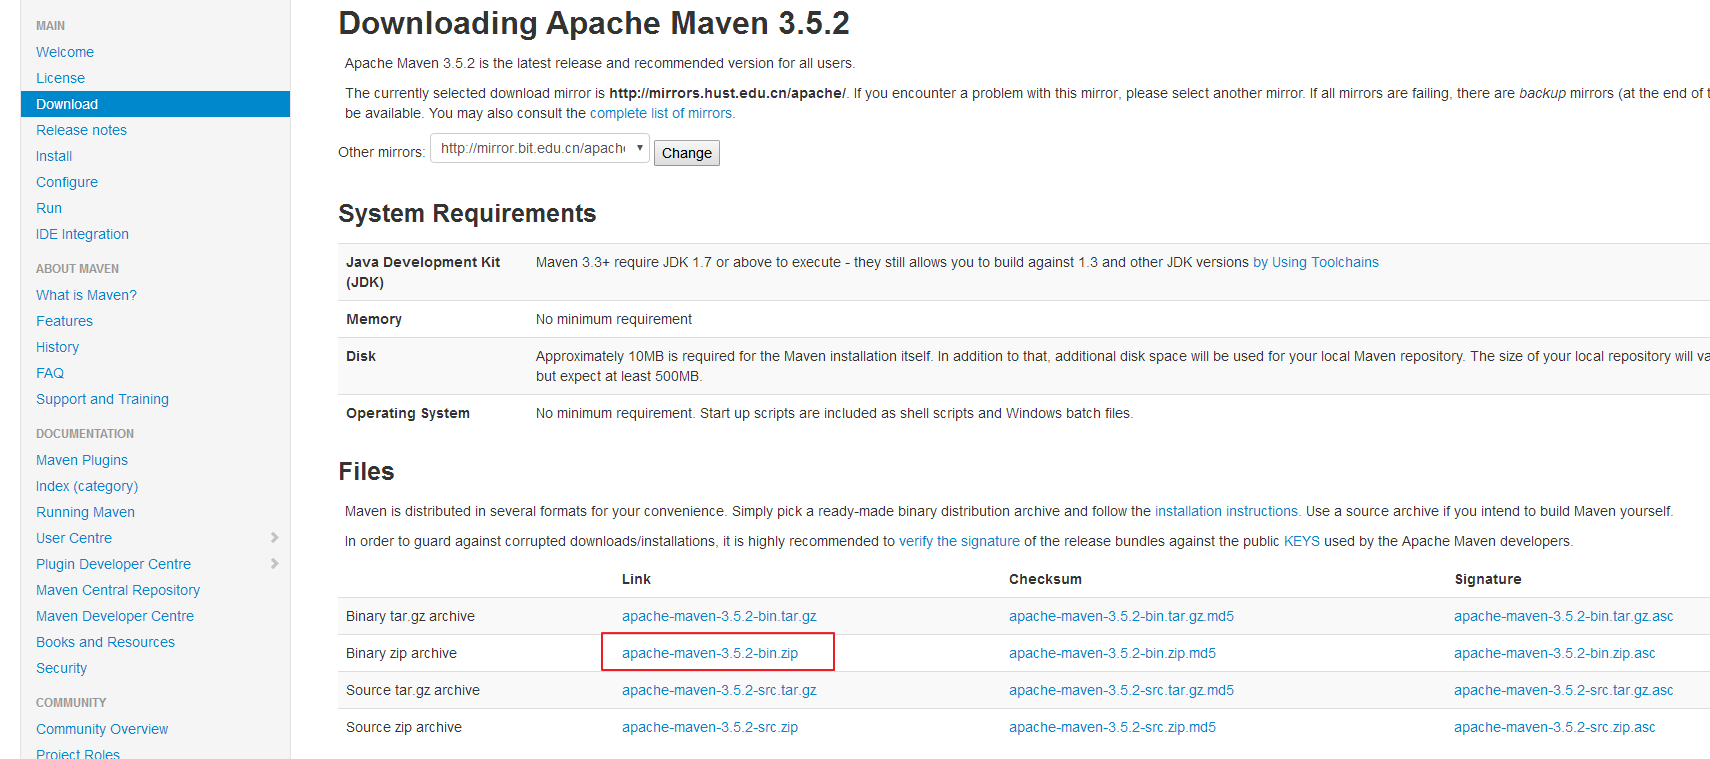 MAIN
Welcome
License
Download
Release notes
Install
Configure
Run
IDE Integration
ABOUT MAVEN
What is Maven?
Features
History
FAQ
Support and Training
DOCUMENTATION
Maven Plugins
Index (category)
Running Maven
User Centre
Plugin Developer Centre
Maven Central Repository
Maven Developer Centre
Books and Resources
Security
COMMUNITY
Community Overview
Project Roles
Downloading Apache Maven 3.5.2
Apache Maven 3.5.2 is the latest release and recommended version for all users.
The currently selected download mirror is http://mirrors.hust.edu.cn/apache/. If you encounter a problem with this mirror, please select another mirror. If all mirrors are failing, there are backup mirrors (at the end of
be available. You may also consult the complete list of mirrors.
Other mirrors: http://mirror.bit.edu.cn/apache Change
System Requirements
Java Development Kit (JDK) Maven 3.3+ require JDK 1.7 or above to execute - they still allows you to build against 1.3 and other JDK versions by Using Toolchains
Memory No minimum requirement
Disk Approximately 10MB is required for the Maven installation itself. In addition to that, additional disk space will be used for your local Maven repository. The size of your local repository will
but expect at least 500MB.
Operating System No minimum requirement. Start up scripts are included as shell scripts and Windows batch files.
Files
Maven is distributed in several formats for your convenience. Simply pick a ready-made binary distribution archive and follow the installation instructions. Use a source archive if you intend to build Maven yourself.
In order to guard against corrupted downloads/installations, it is highly recommended to verify the signature of the release bundles against the public KEYS used by the Apache Maven developers.
Link Checksum Signature
Binary tar.gz archive apache-maven-3.5.2-bin.tar.gz apache-maven-3.5.2-bin.tar.gz.md5 apache-maven-3.5.2-bin.tar.gz.asc
Binary zip archive apache-maven-3.5.2-bin.zip apache-maven-3.5.2-bin.zip.md5 apache-maven-3.5.2-bin.zip.asc
Source tar.gz archive apache-maven-3.5.2-src.tar.gz apache-maven-3.5.2-src.tar.gz.md5 apache-maven-3.5.2-src.tar.gz.asc
Source zip archive apache-maven-3.5.2-src.zip apache-maven-3.5.2-src.zip.md5 apache-maven-3.5.2-src.zip.asc